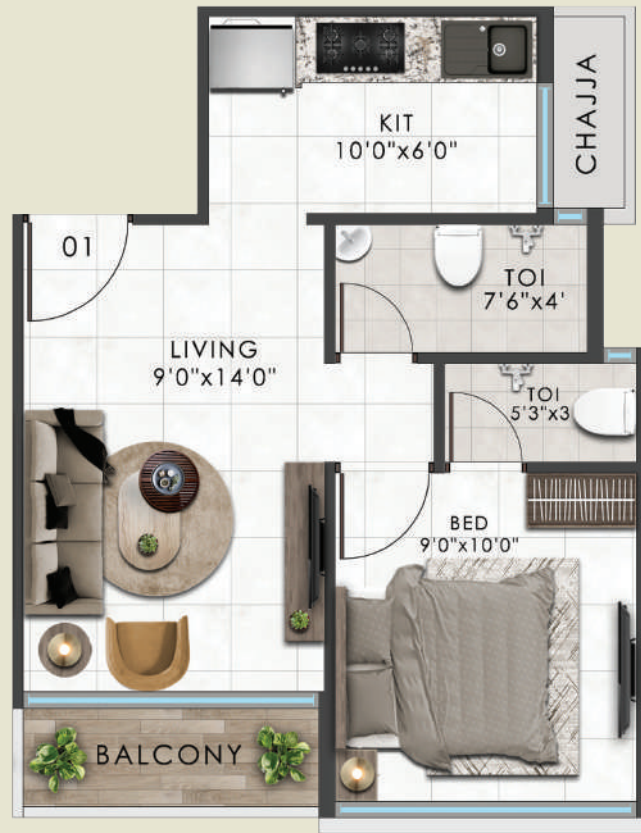 KIT
10'0"x6'0"
CHAJJA
01
TOI
7'6"x4'
LIVING
9'0"x14'0"
TOI
5'3"x3
BED
9'0"x10'0"
BALCONY